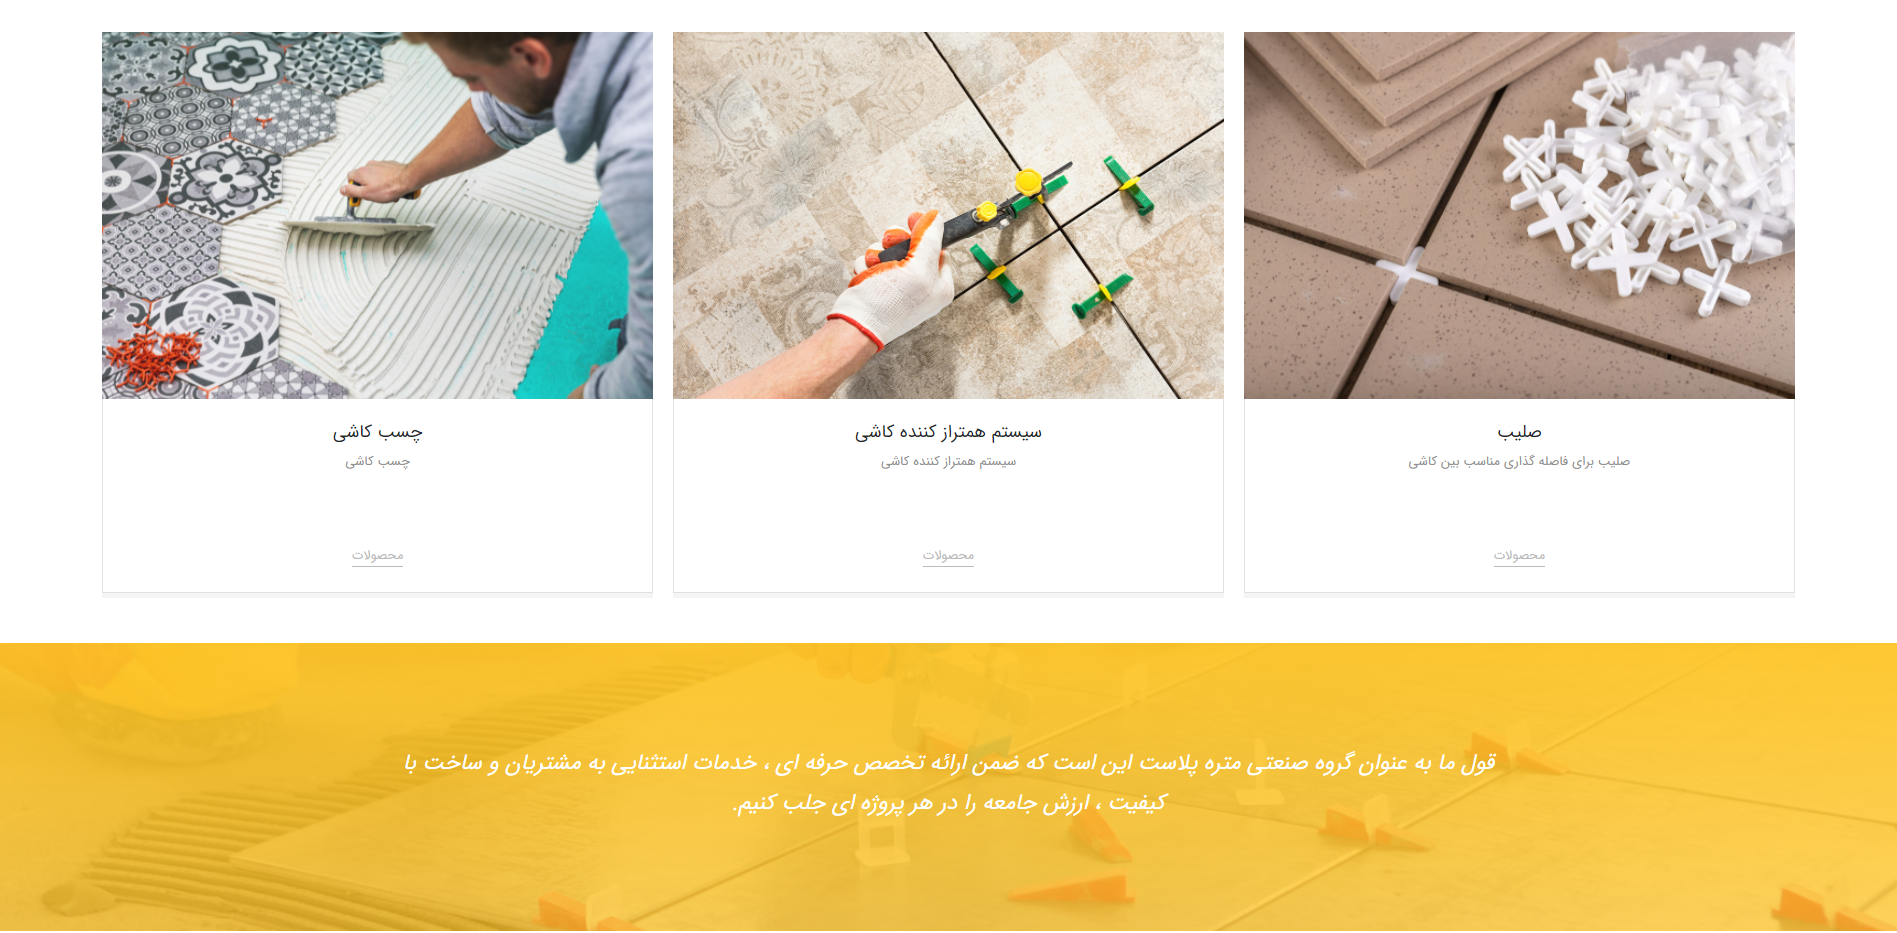 صلیب
صلیب برای فاصله گذاری مناسب بین کاشی
محصولات
سیستم همتراز کننده کاشی
سیستم همتراز کننده کاشی
محصولات
چسب کاشی
چسب کاشی
محصولات
قول ما به عنوان گروه صنعتی متره پلاست این است که ضمن ارائه تخصص حرفه ای ، خدمات استثنایی به مشتریان و ساخت با
کیفیت ، ارزش جامعه را در هر پروژه ای جلب کنیم.